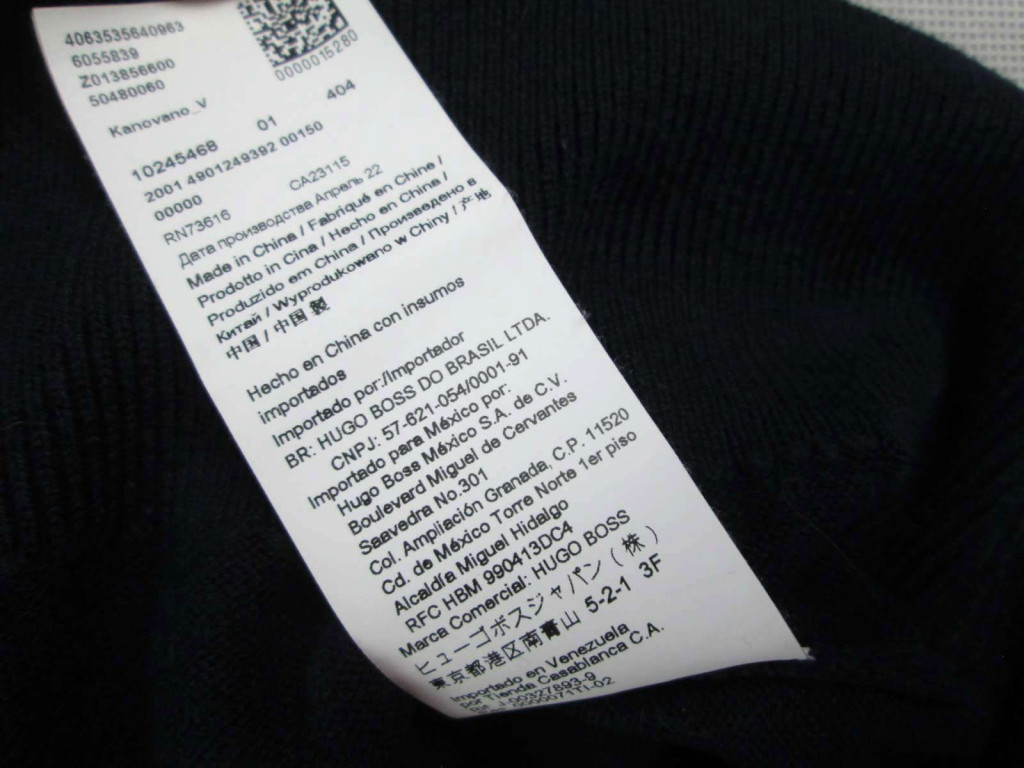 4063535640963
6055839
Z013856600
50480060
0000015280
Kanovano_V 404
10245468 01
2001 4901249392 00150
00000
RN73616 CA23115
Дата производства Апрель 22
Made in China / Fabriqué en Chine /
Prodotto in Cina / Hecho en China /
Produzido em China / Произведено в
Китай / Wyprodukowano w Chiny / 产地
中国 / 中国 製
Hecho en China con insumos
importados
Importado por:/Importador
BR: HUGO BOSS DO BRASIL LTDA.
CNPJ: 57-621-054/0001-91
Importado para México por:
Hugo Boss México S.A. de C.V.
Boulevard Miguel de Cervantes
Saavedra No.301
Col. Ampliación Granada, C.P. 11520
Cd. de México Torre Norte 1er piso
Alcaldía Miguel Hidalgo
RFC HBM 990413DC4
Marca Comercial: HUGO BOSS
ヒューゴボスジャパン(株)
東京都港区南青山 5-2-1 3F
Importado en Venezuela
por Tienda Casablanca C.A.
Rif. J-00327893-9